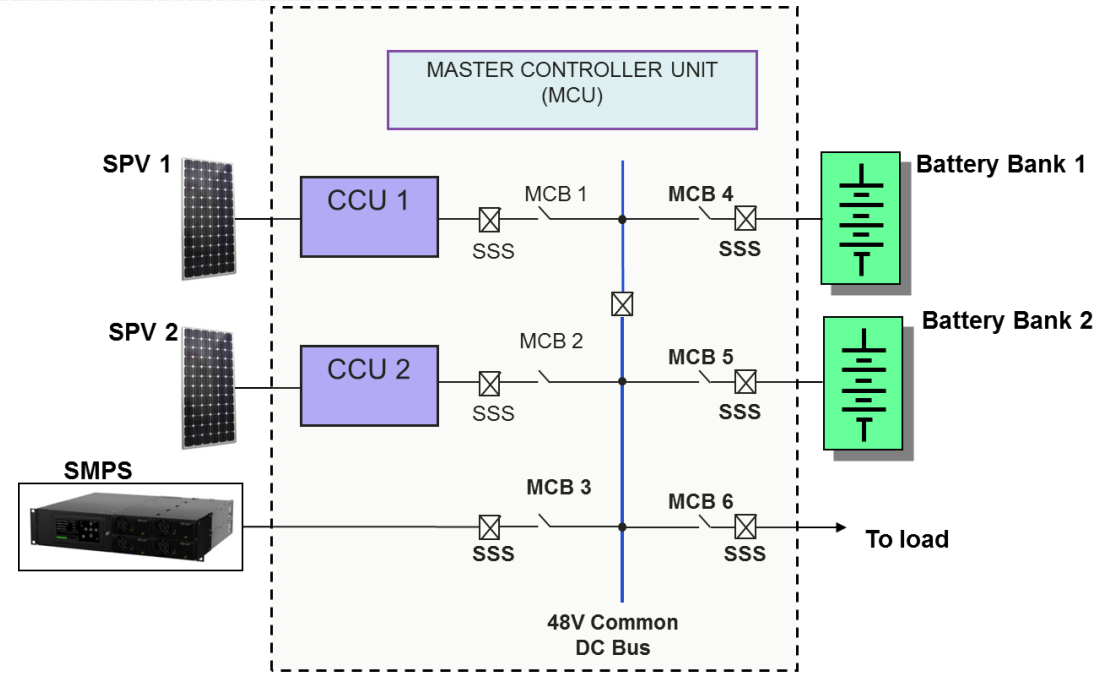 MASTER CONTROLLER UNIT
(MCU)
SPV 1
CCU 1
MCB 1
SSS
MCB 4
SSS
Battery Bank 1
SPV 2
CCU 2
MCB 2
SSS
MCB 5
SSS
Battery Bank 2
SMPS
MCB 3
SSS
MCB 6
SSS
To load
48V Common
DC Bus